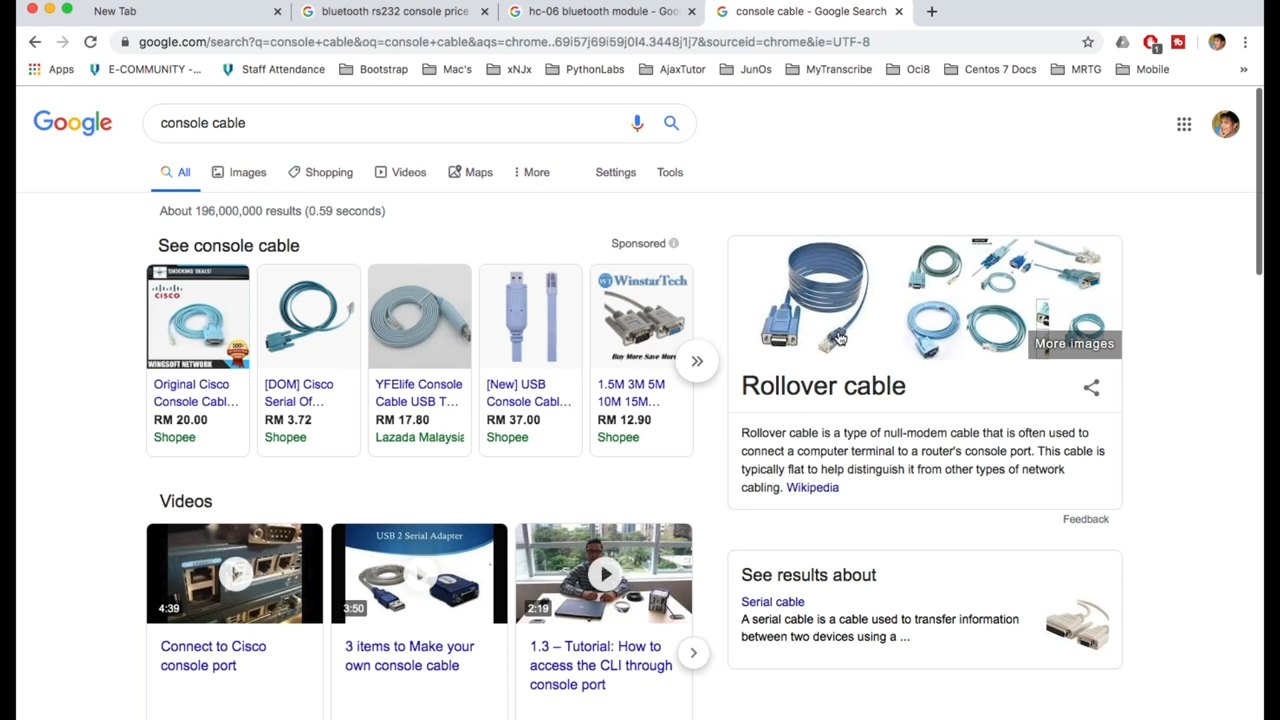 New Tab
bluetooth rs232 console price
hc-06 bluetooth module - Goo
console cable - Google Search
google.com/search?q=console+cable&oq=console+cable&aqs=chrome..69i57j69i59j0l4.3448j1j7&sourceid=chrome&ie=UTF-8
Apps
E-COMMUNITY -...
Staff Attendance
Bootstrap
Mac's
xNJx
PythonLabs
AjaxTutor
JunOs
MyTranscribe
Oci8
Centos 7 Docs
MRTG
Mobile
»
Google
console cable
All
Images
Shopping
Videos
Maps
More
Settings
Tools
About 196,000,000 results (0.59 seconds)
See console cable
Sponsored
SHOCKING DEALS!
CISCO
WINGSOFT NETWORK
Original Cisco
Console Cabl...
RM 20.00
Shopee
[DOM] Cisco
Serial Of...
RM 3.72
Shopee
YFElife Console
Cable USB T...
RM 17.80
Lazada Malaysia
[New] USB
Console Cabl...
RM 37.00
Shopee
WT WinstarTech
Buy More Save More
1.5M 3M 5M
10M 15M...
RM 12.90
Shopee
More images
Rollover cable
Rollover cable is a type of null-modem cable that is often used to
connect a computer terminal to a router's console port. This cable is
typically flat to help distinguish it from other types of network
cabling. Wikipedia
Feedback
Videos
4:39
Connect to Cisco
console port
USB 2 Serial Adapter
3:50
3 items to Make your
own console cable
2:19
1.3 – Tutorial: How to
access the CLI through
console port
See results about
Serial cable
A serial cable is a cable used to transfer information
between two devices using a ...